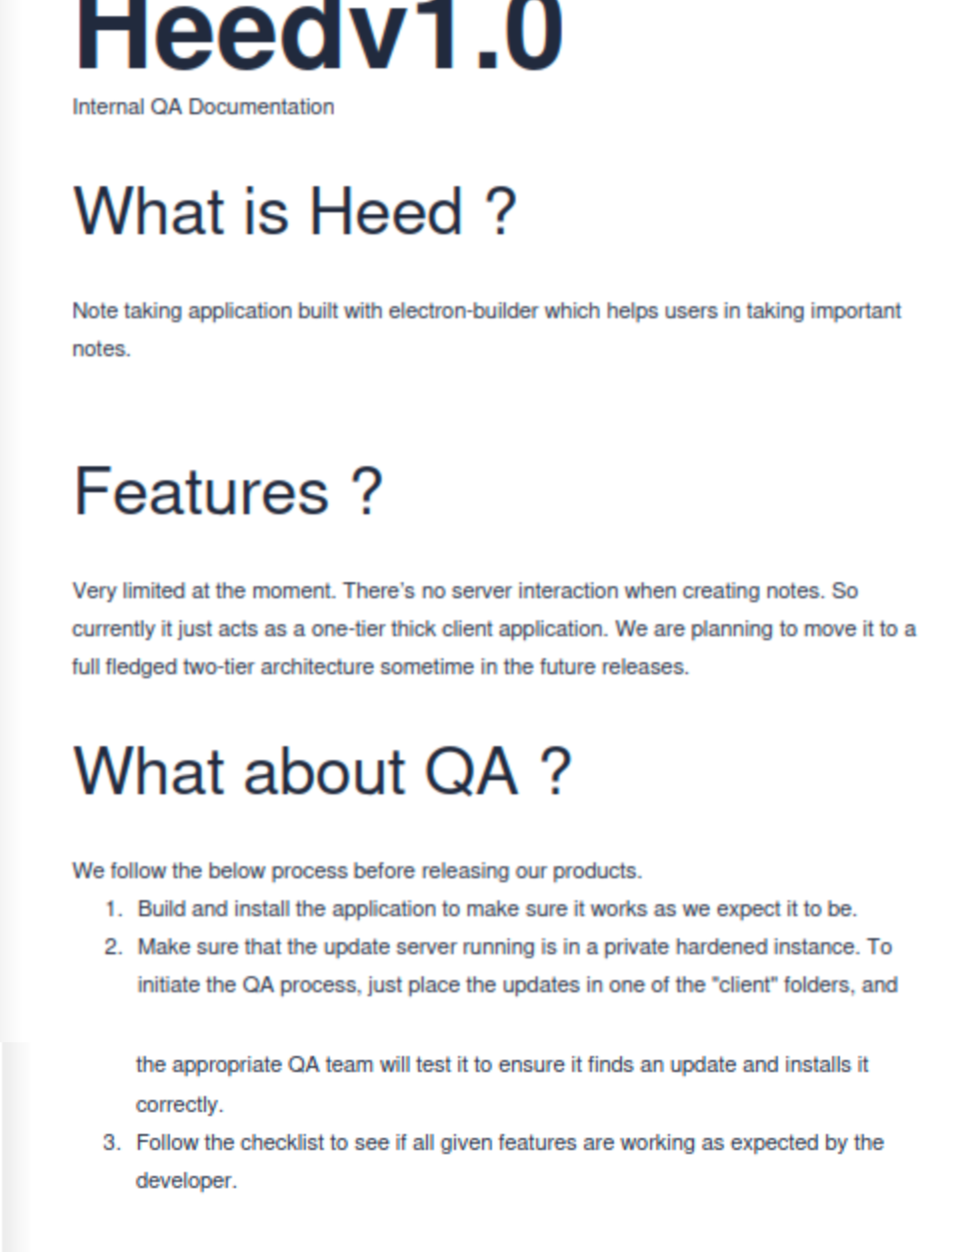 Heedv1.0
Internal QA Documentation
What is Heed ?
Note taking application built with electron-builder which helps users in taking important
notes.
Features ?
Very limited at the moment. There’s no server interaction when creating notes. So
currently it just acts as a one-tier thick client application. We are planning to move it to a
full fledged two-tier architecture sometime in the future releases.
What about QA ?
We follow the below process before releasing our products.
1. Build and install the application to make sure it works as we expect it to be.
2. Make sure that the update server running is in a private hardened instance. To
initiate the QA process, just place the updates in one of the "client" folders, and
the appropriate QA team will test it to ensure it finds an update and installs it
correctly.
3. Follow the checklist to see if all given features are working as expected by the
developer.